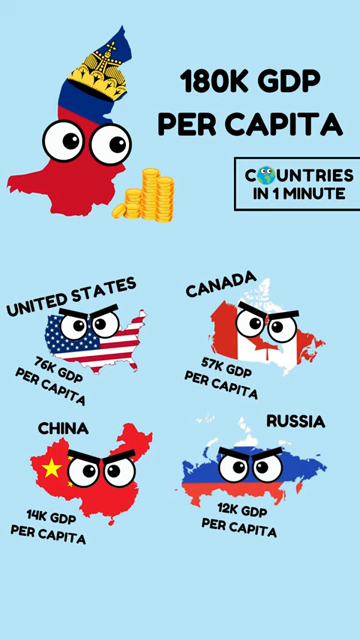 180K GDP
PER CAPITA
COUNTRIES
IN 1 MINUTE
UNITED STATES
76K GDP
PER CAPITA
CANADA
57K GDP
PER CAPITA
CHINA
14K GDP
PER CAPITA
RUSSIA
12K GDP
PER CAPITA